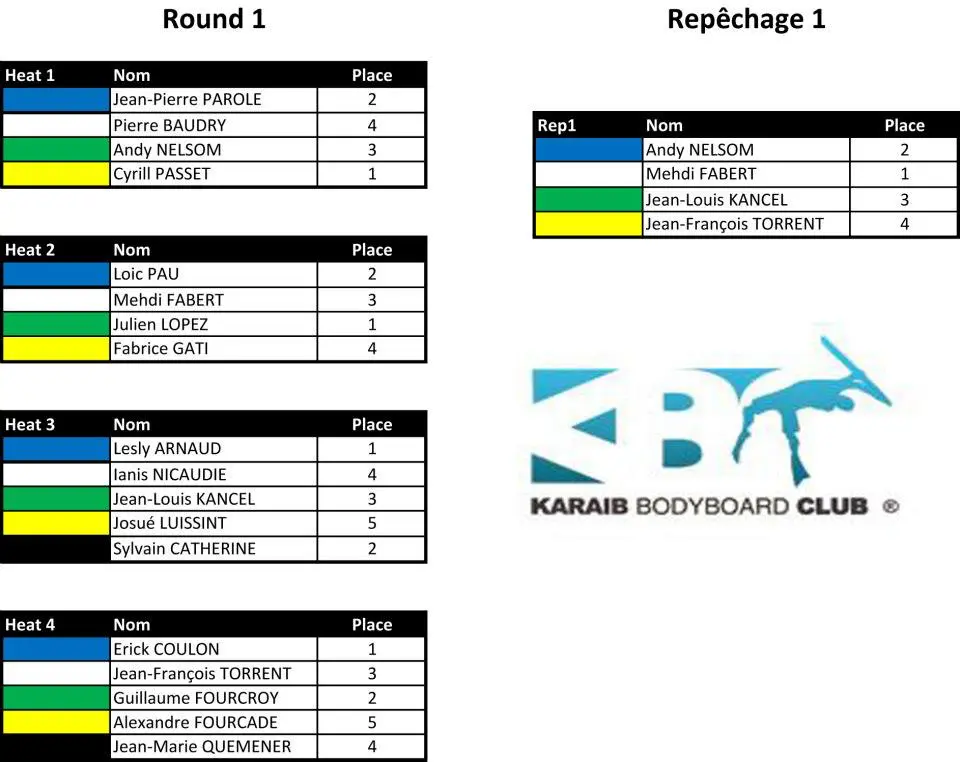 Round 1
Heat 1 Nom Place
Jean-Pierre PAROLE 2
Pierre BAUDRY 4
Andy NELSOM 3
Cyrill PASSET 1
Heat 2 Nom Place
Loic PAU 2
Mehdi FABERT 3
Julien LOPEZ 1
Fabrice GATI 4
Heat 3 Nom Place
Lesly ARNAUD 1
Ianis NICAUDIE 4
Jean-Louis KANCEL 3
Josué LUISSINT 5
Sylvain CATHERINE 2
Heat 4 Nom Place
Erick COULON 1
Jean-François TORRENT 3
Guillaume FOURCROY 2
Alexandre FOURCADE 5
Jean-Marie QUEMENER 4
Repêchage 1
Rep1 Nom Place
Andy NELSOM 2
Mehdi FABERT 1
Jean-Louis KANCEL 3
Jean-François TORRENT 4
KB
KARAIB BODYBOARD CLUB ®